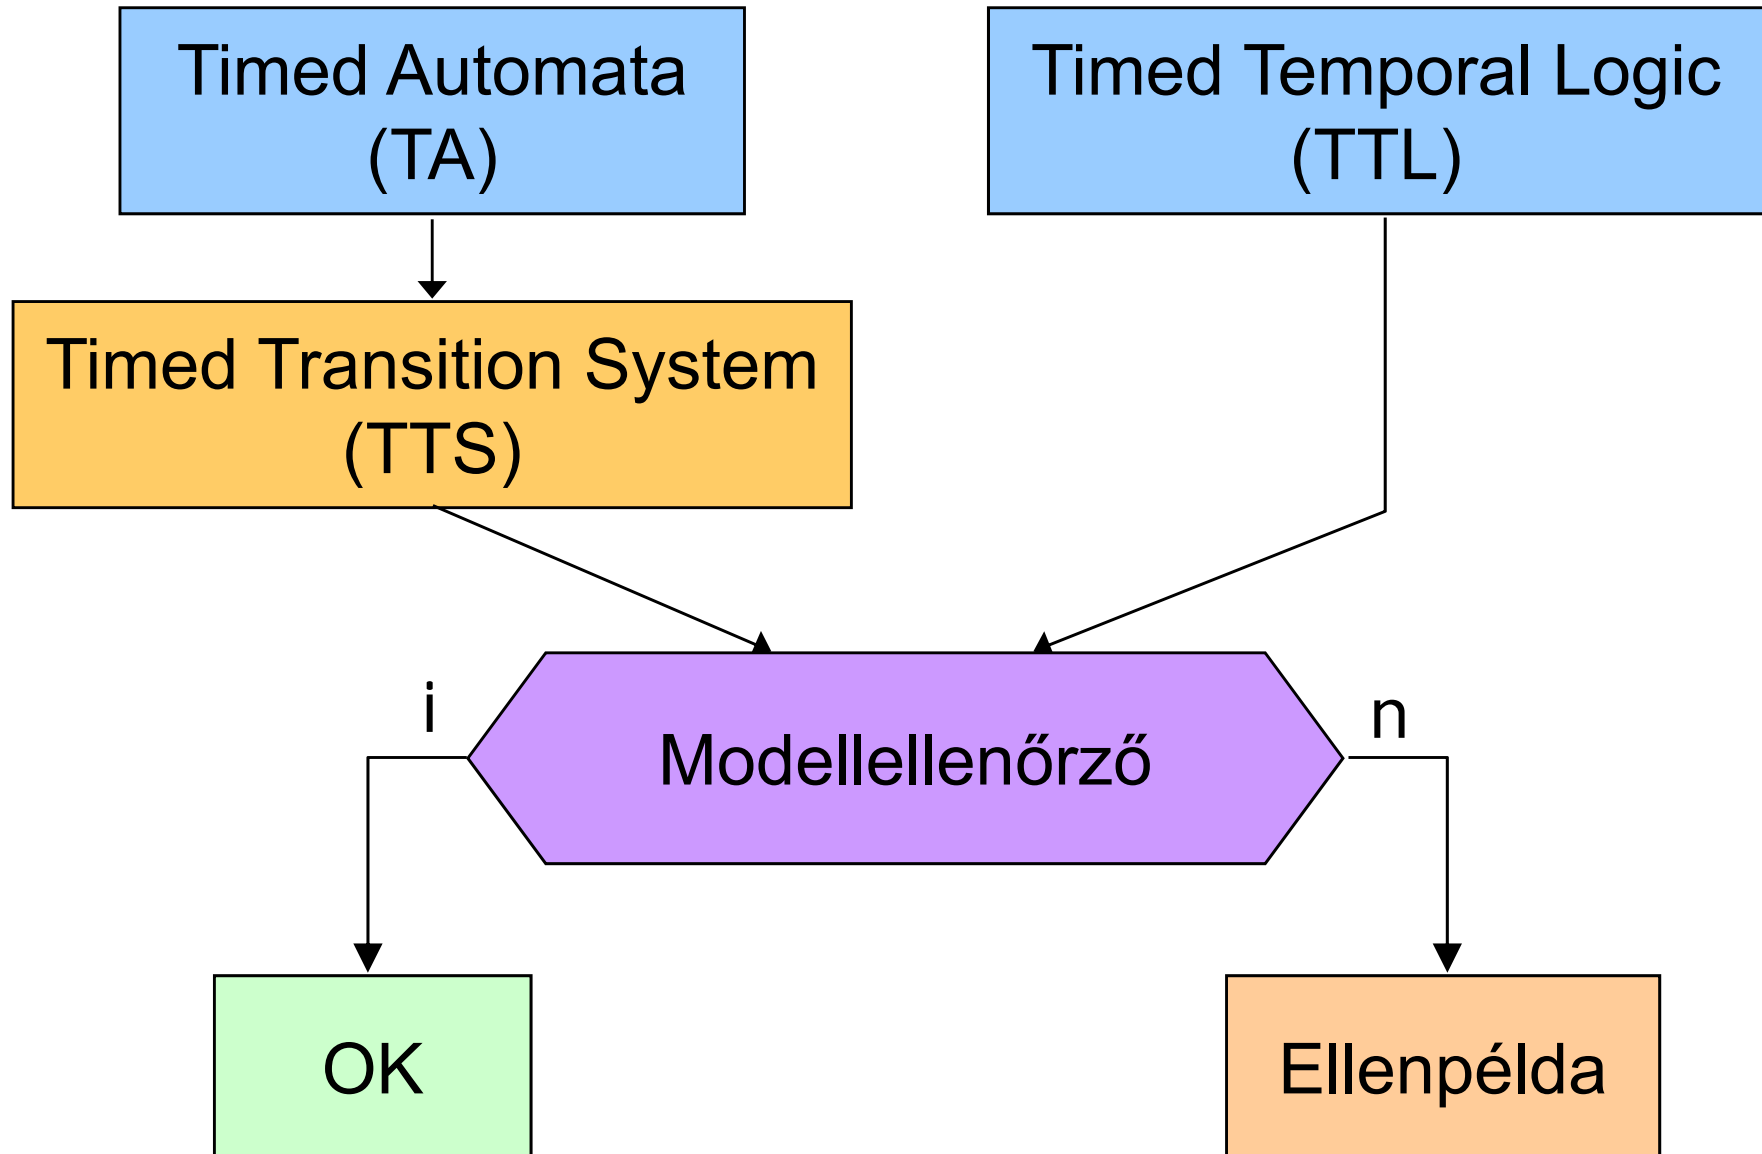 Timed Automata
(TA)
Timed Temporal Logic
(TTL)
Timed Transition System
(TTS)
i
n
Modellellenőrző
OK
Ellenpélda